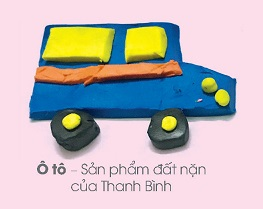 Ô tô – Sản phẩm đất nặn
của Thanh Bình